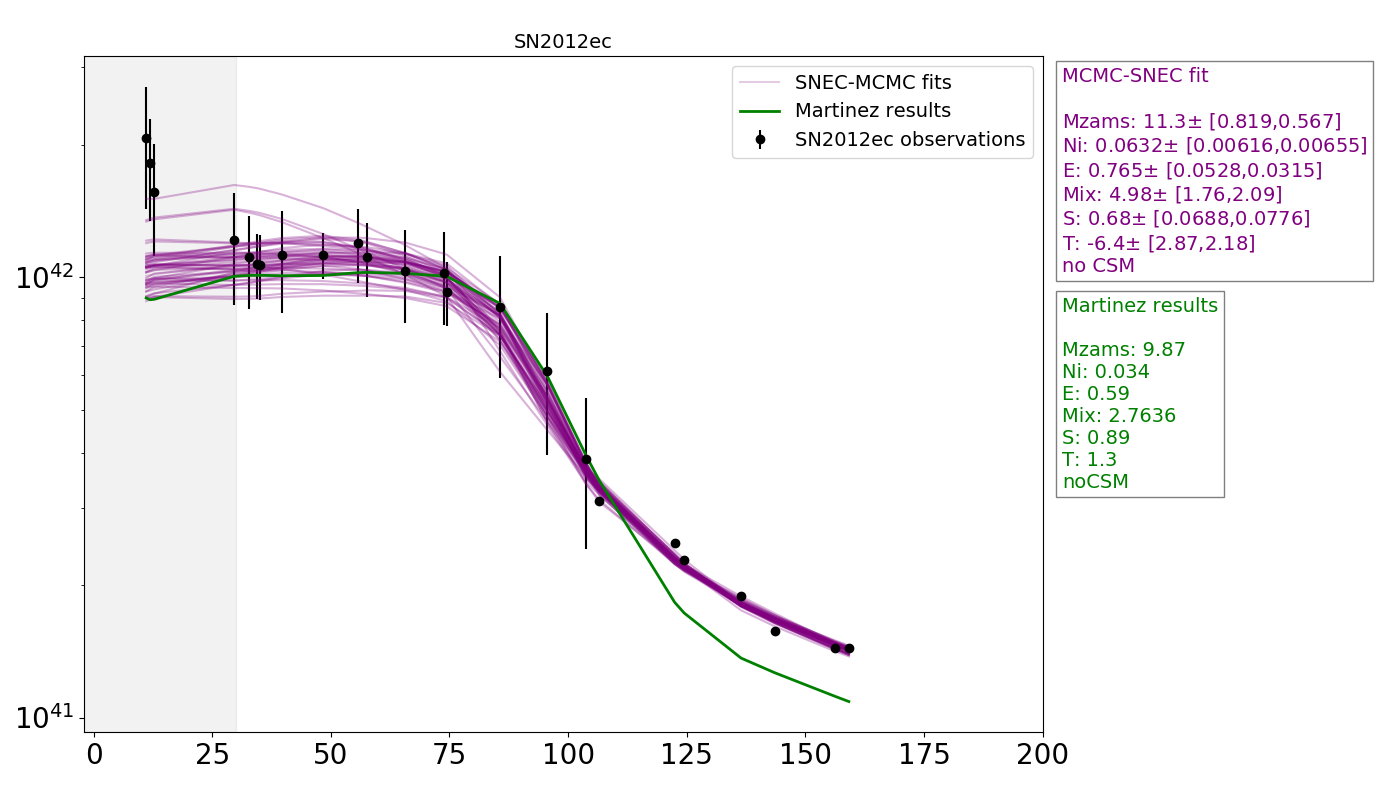 SN2012ec
SNEC-MCMC fits
Martinez results
SN2012ec observations
10^42
10^41
0 25 50 75 100 125 150 175 200
MCMC-SNEC fit
Mzams: 11.3± [0.819,0.567]
Ni: 0.0632± [0.00616,0.00655]
E: 0.765± [0.0528,0.0315]
Mix: 4.98± [1.76,2.09]
S: 0.68± [0.0688,0.0776]
T: -6.4± [2.87,2.18]
no CSM
Martinez results
Mzams: 9.87
Ni: 0.034
E: 0.59
Mix: 2.7636
S: 0.89
T: 1.3
noCSM